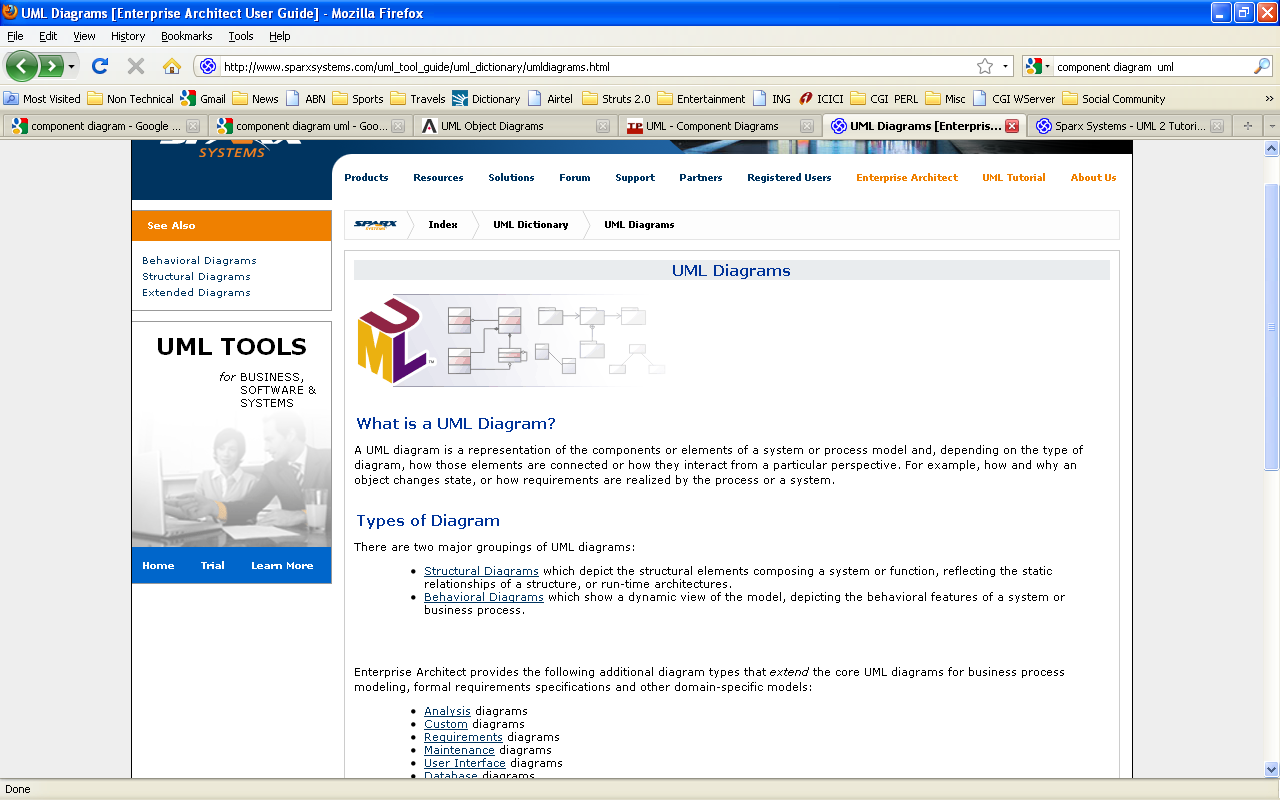 UML Diagrams [Enterprise Architect User Guide] - Mozilla Firefox
File Edit View History Bookmarks Tools Help
http://www.sparxsystems.com/uml_tool_guide/uml_dictionary/umldiagrams.html
component diagram uml
Most Visited Non Technical Gmail News ABN Sports Travels Dictionary Airtel Struts 2.0 Entertainment ING ICICI CGI PERL Misc CGI WServer Social Community »
component diagram - Google ... component diagram uml - Goo... UML Object Diagrams TP UML - Component Diagrams UML Diagrams [Enterpris... Sparx Systems - UML 2 Tutori...
SYSTEMS
Products Resources Solutions Forum Support Partners Registered Users Enterprise Architect UML Tutorial About Us
See Also
Behavioral Diagrams
Structural Diagrams
Extended Diagrams
UML TOOLS
for BUSINESS,
SOFTWARE &
SYSTEMS
Home Trial Learn More
SPARX SYSTEMS Index UML Dictionary UML Diagrams
UML Diagrams
UML
What is a UML Diagram?
A UML diagram is a representation of the components or elements of a system or process model and, depending on the type of
diagram, how those elements are connected or how they interact from a particular perspective. For example, how and why an
object changes state, or how requirements are realized by the process or a system.
Types of Diagram
There are two major groupings of UML diagrams:
• Structural Diagrams which depict the structural elements composing a system or function, reflecting the static
relationships of a structure, or run-time architectures.
• Behavioral Diagrams which show a dynamic view of the model, depicting the behavioral features of a system or
business process.
Enterprise Architect provides the following additional diagram types that extend the core UML diagrams for business process
modeling, formal requirements specifications and other domain-specific models:
• Analysis diagrams
• Custom diagrams
• Requirements diagrams
• Maintenance diagrams
• User Interface diagrams
• Database diagrams
Done